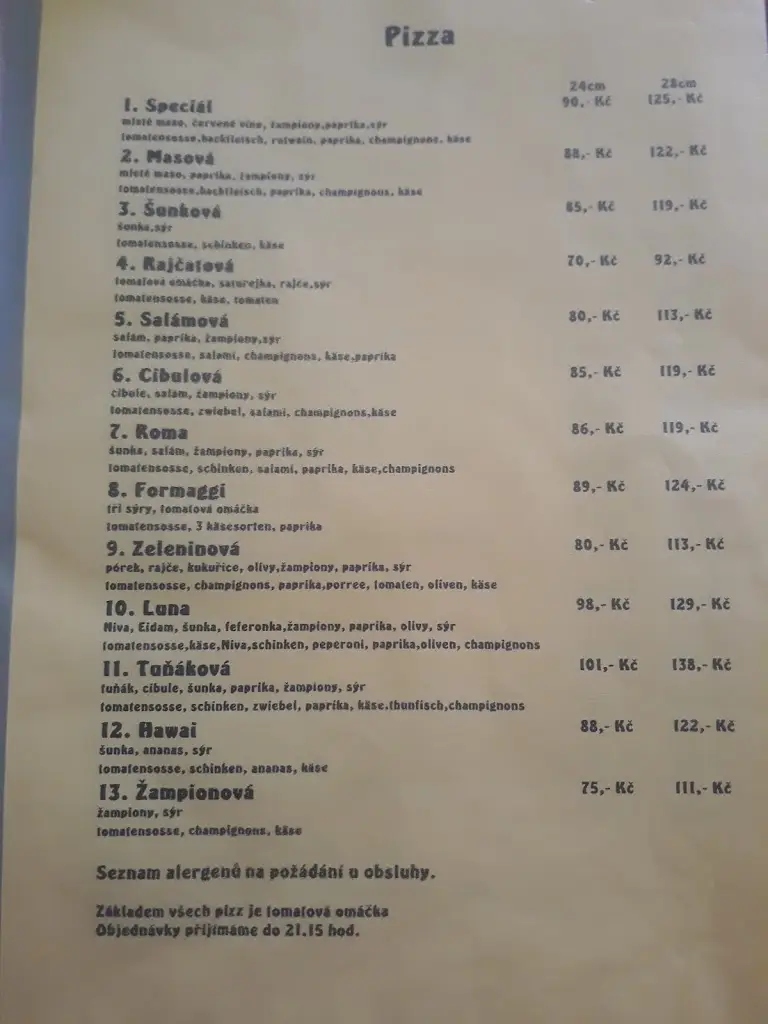 Pizza
24cm 28cm
1. Speciál 90,- Kč 125,- Kč
mleté maso, červené víno, žampiony,paprika,sýr
tomatensosse,hackfleisch, rotwein, paprika, champignons, käse
2. Masová 88,- Kč 122,- Kč
mleté maso, paprika, žampiony, sýr
tomatensosse,hackfleisch, paprika, champignons, käse
3. Šunková 85,- Kč 119,- Kč
šunka,sýr
tomatensosse, schinken, käse
4. Rajčatová 70,- Kč 92,- Kč
tomatová omáčka, saturejka, rajče,sýr
tomatensosse, käse, tomaten
5. Salámová 80,- Kč 113,- Kč
salám, paprika, žampiony,sýr
tomatensosse, salami, champignons, käse,paprika
6. Cibulová 85,- Kč 119,- Kč
cibule, salám, žampiony, sýr
tomatensosse, zwiebel, salami, champignons,käse
7. Roma 86,- Kč 119,- Kč
šunka, salám, žampiony, paprika, sýr
tomatensosse, schinken, salami, paprika, käse,champignons
8. Formaggi 89,- Kč 124,- Kč
tři sýry, tomatová omáčka
tomatensosse, 3 käsesorten, paprika
9. Zeleninová 80,- Kč 113,- Kč
pórek, rajče, kukuřice, olivy,žampiony, paprika, sýr
tomatensosse, champignons, paprika,porree, tomaten, oliven, käse
10. Luna 98,- Kč 129,- Kč
Niva, Eidam, šunka, feferonka,žampiony, paprika, olivy, sýr
tomatensosse,käse,Niva,schinken, peperoni, paprika,oliven, champignons
11. Tuňáková 101,- Kč 138,- Kč
tuňák, cibule, šunka, paprika, žampiony, sýr
tomatensosse, schinken, zwiebel, paprika, käse,thunfisch,champignons
12. Hawai 88,- Kč 122,- Kč
šunka, ananas, sýr
tomatensosse, schinken, ananas, käse
13. Žampionová 75,- Kč 111,- Kč
žampiony, sýr
tomatensosse, champignons, käse
Seznam alergenů na požádání u obsluhy.
Základem všech pizz je tomatová omáčka
Objednávky přijímáme do 21.15 hod.